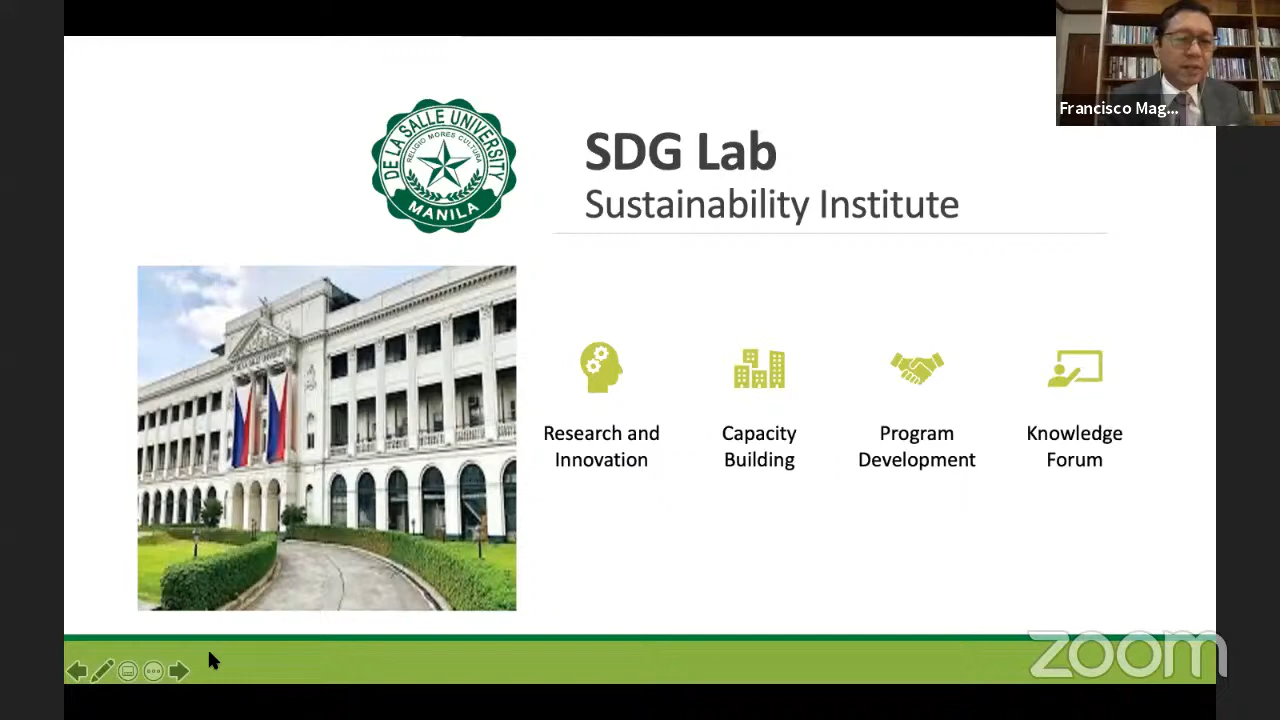 Francisco Mag...
DE LA SALLE UNIVERSITY
RELIGIO MORES CULTURA
MANILA
SDG Lab
Sustainability Institute
Research and
Innovation
Capacity
Building
Program
Development
Knowledge
Forum
zoom